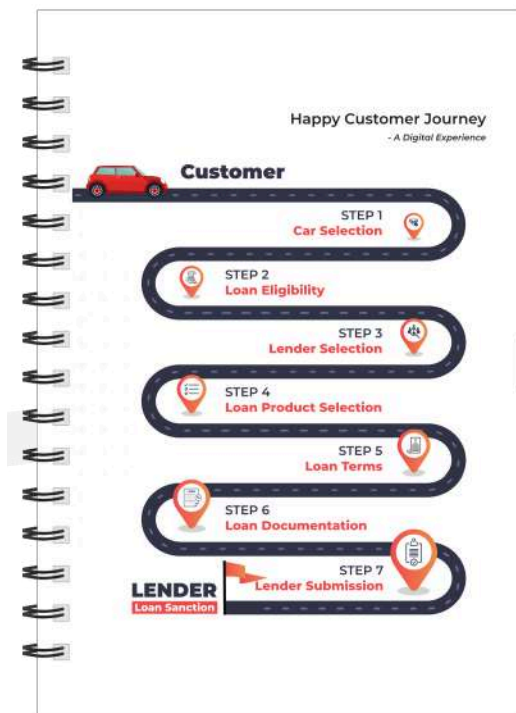 Happy Customer Journey
- A Digital Experience
Customer
STEP 1
Car Selection
STEP 2
Loan Eligibility
STEP 3
Lender Selection
STEP 4
Loan Product Selection
STEP 5
Loan Terms
STEP 6
Loan Documentation
STEP 7
Lender Submission
LENDER
Loan Sanction